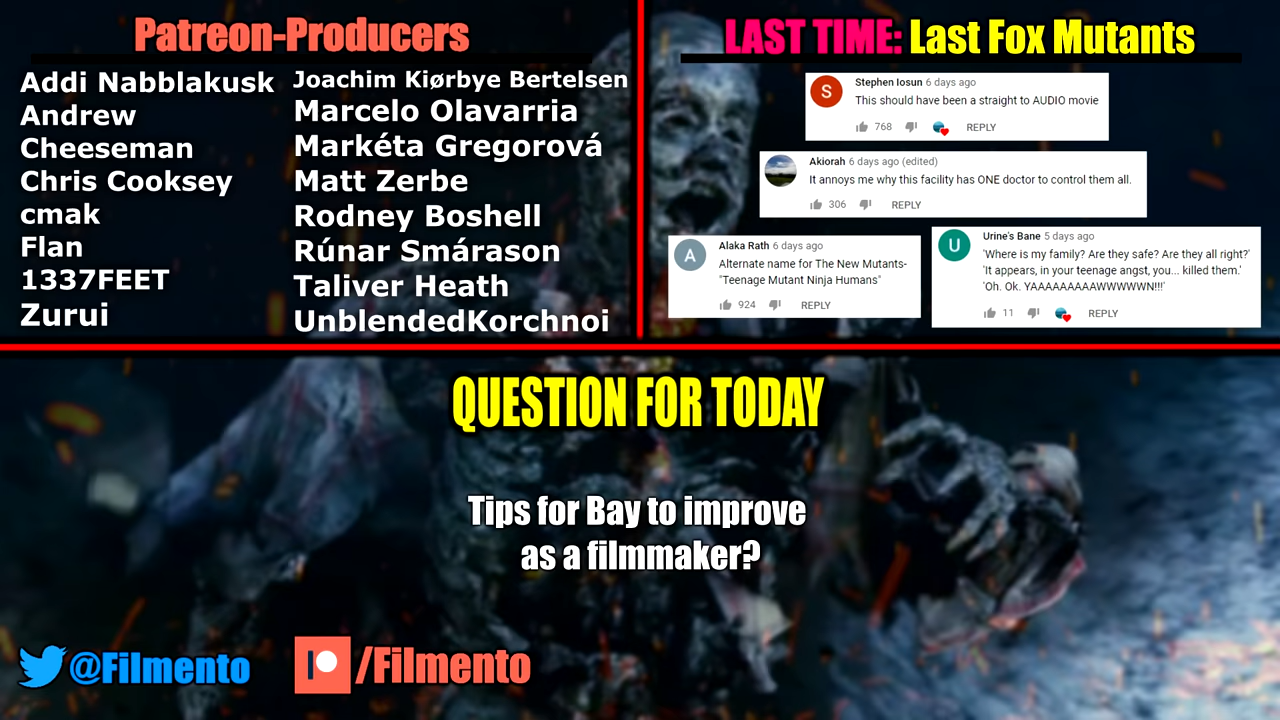 Patreon-Producers
Addi Nabblakusk
Andrew
Cheeseman
Chris Cooksey
cmak
Flan
1337FEET
Zurui
Joachim Kiørbye Bertelsen
Marcelo Olavarria
Markéta Gregorová
Matt Zerbe
Rodney Boshell
Rúnar Smárason
Taliver Heath
UnblendedKorchnoi
LAST TIME: Last Fox Mutants
S
Stephen Iosun 6 days ago
This should have been a straight to AUDIO movie
768 REPLY
Akiorah 6 days ago (edited)
It annoys me why this facility has ONE doctor to control them all.
306 REPLY
A
Alaka Rath 6 days ago
Alternate name for The New Mutants-
"Teenage Mutant Ninja Humans"
924 REPLY
U
Urine's Bane 5 days ago
'Where is my family? Are they safe? Are they all right?'
'It appears, in your teenage angst, you... killed them.'
'Oh. Ok. YAAAAAAAAAWWWWWN!!!'
11 REPLY
QUESTION FOR TODAY
Tips for Bay to improve
as a filmmaker?
@Filmento
/Filmento